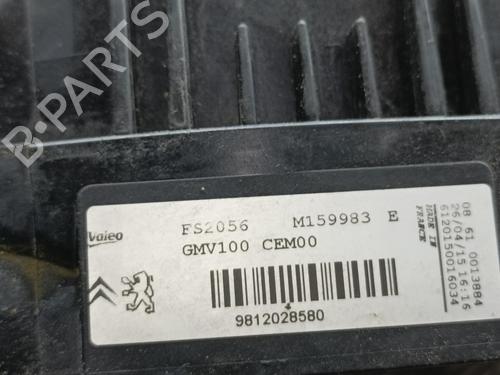 B-PARTS
Valeo
FS2056 M159983 E
GMV100 CEM00
9812028580
MADE IN
FRANCE
08 61 0013884
26/04/15 16:16
6120150016034